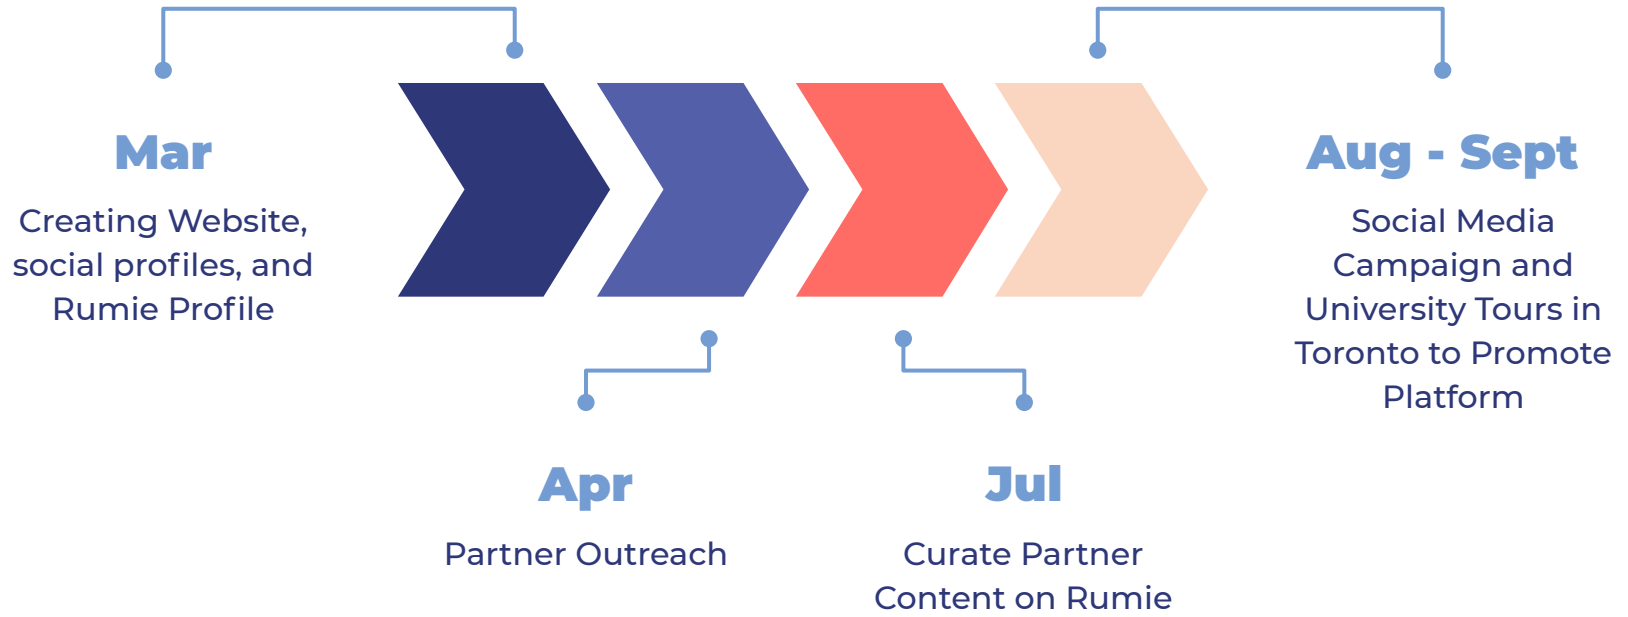 Mar
Creating Website,
social profiles, and
Rumie Profile
Apr
Partner Outreach
Jul
Curate Partner
Content on Rumie
Aug - Sept
Social Media
Campaign and
University Tours in
Toronto to Promote
Platform